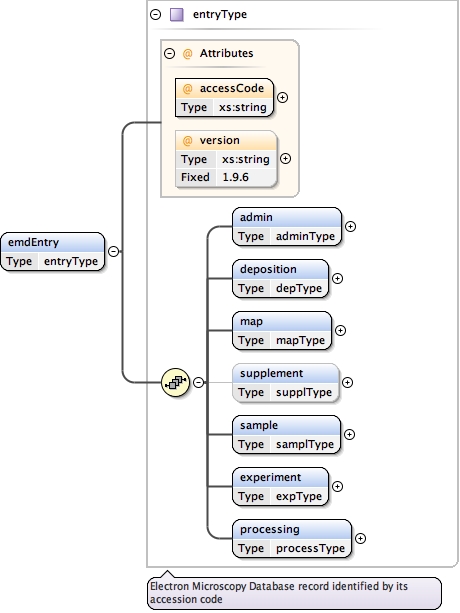 entryType
@ Attributes
@ accessCode
Type xs:string
@ version
Type xs:string
Fixed 1.9.6
emdEntry
Type entryType
admin
Type adminType
deposition
Type depType
map
Type mapType
supplement
Type supplType
sample
Type samplType
experiment
Type expType
processing
Type processType
Electron Microscopy Database record identified by its
accession code